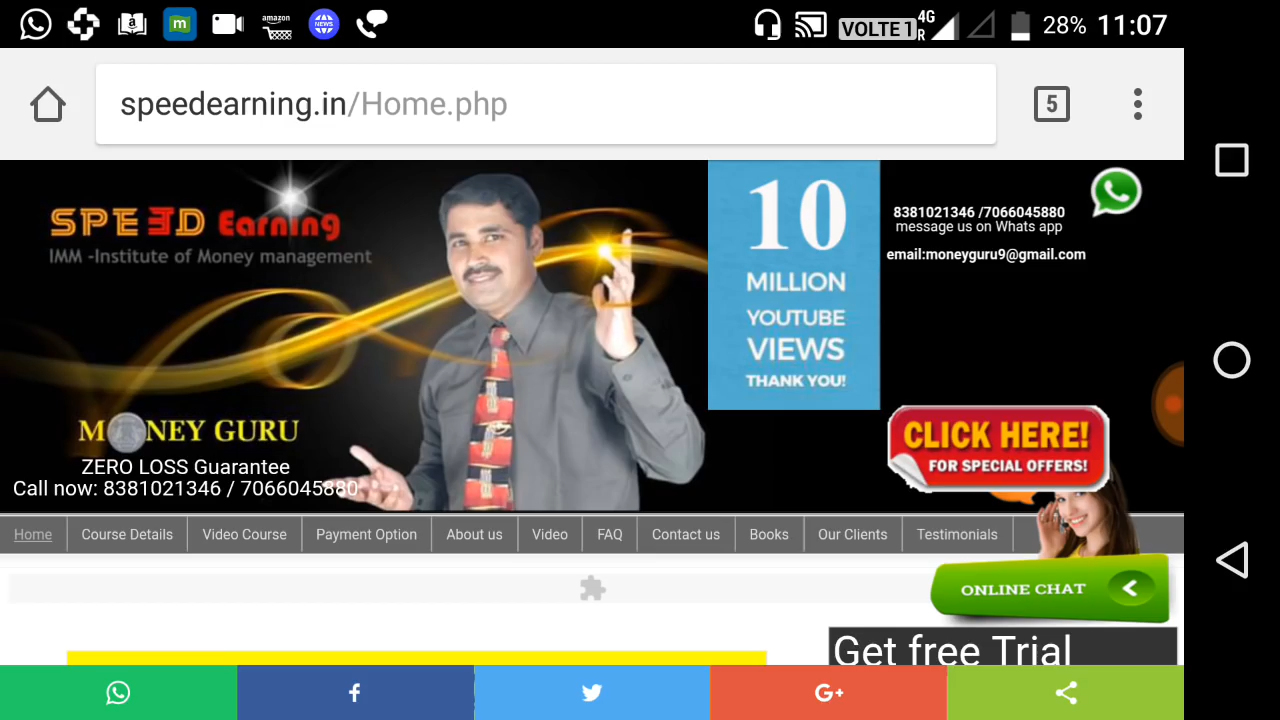 amazon
NEWS
VOLTE 1
4G
R
28%
11:07
speedearning.in/Home.php
5
SPEED Earning
IMM -Institute of Money management
10
MILLION
YOUTUBE
VIEWS
THANK YOU!
8381021346 /7066045880
message us on Whats app
email:moneyguru9@gmail.com
MONEY GURU
ZERO LOSS Guarantee
Call now: 8381021346 / 7066045880
CLICK HERE!
FOR SPECIAL OFFERS!
Home
Course Details
Video Course
Payment Option
About us
Video
FAQ
Contact us
Books
Our Clients
Testimonials
ONLINE CHAT
Get free Trial
G+